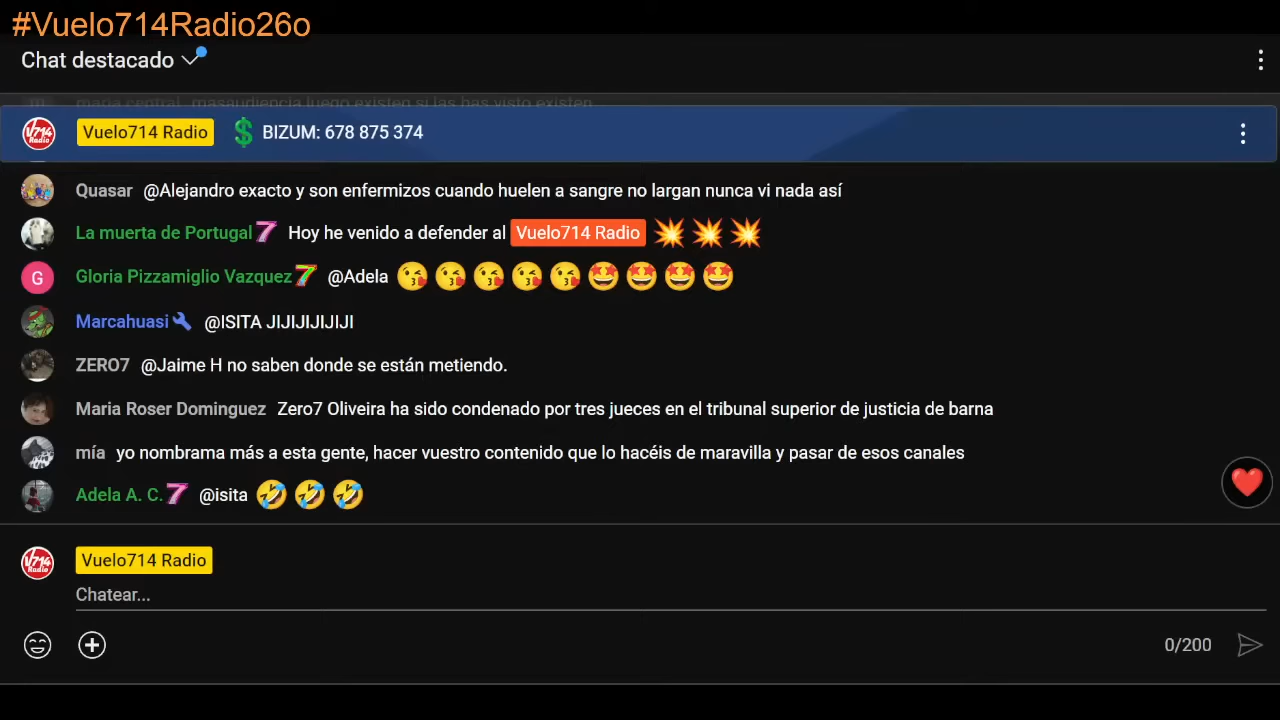 #Vuelo714Radio26o
Chat destacado
maria central masaudiencia luego existen si las has visto existen
Vuelo714 Radio BIZUM: 678 875 374
Quasar @Alejandro exacto y son enfermizos cuando huelen a sangre no largan nunca vi nada así
La muerta de Portugal 7 Hoy he venido a defender al Vuelo714 Radio
G Gloria Pizzamiglio Vazquez 7 @Adela
Marcahuasi @ISITA JIJIJIJIJIJI
ZERO7 @Jaime H no saben donde se están metiendo.
Maria Roser Dominguez Zero7 Oliveira ha sido condenado por tres jueces en el tribunal superior de justicia de barna
mía yo nombrama más a esta gente, hacer vuestro contenido que lo hacéis de maravilla y pasar de esos canales
Adela A. C. 7 @isita
V714 Radio Vuelo714 Radio
Chatear...
0/200